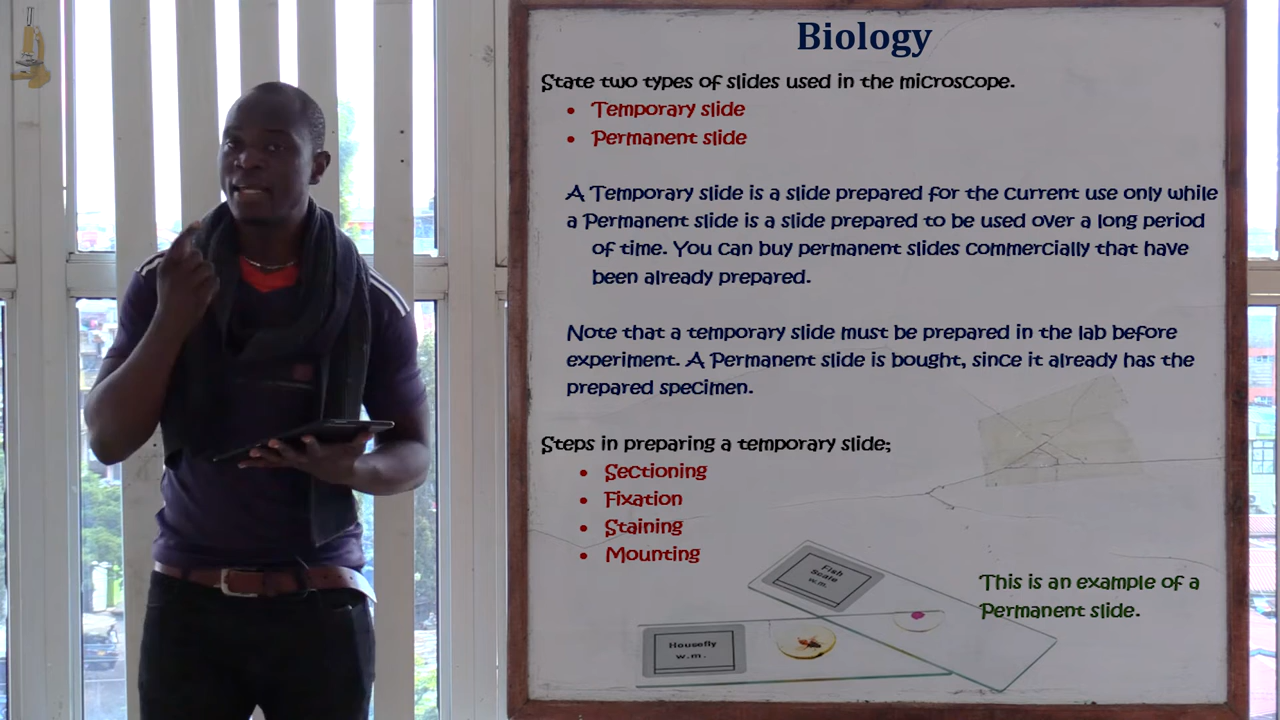 Biology
State two types of slides used in the microscope.
• Temporary slide
• Permanent slide
A Temporary slide is a slide prepared for the current use only while
a Permanent slide is a slide prepared to be used over a long period
of time. You can buy permanent slides commercially that have
been already prepared.
Note that a temporary slide must be prepared in the lab before
experiment. A Permanent slide is bought, since it already has the
prepared specimen.
Steps in preparing a temporary slide;
• Sectioning
• Fixation
• Staining
• Mounting
Fish
Scale
w.m.
This is an example of a
Permanent slide.
Housefly
w.m.